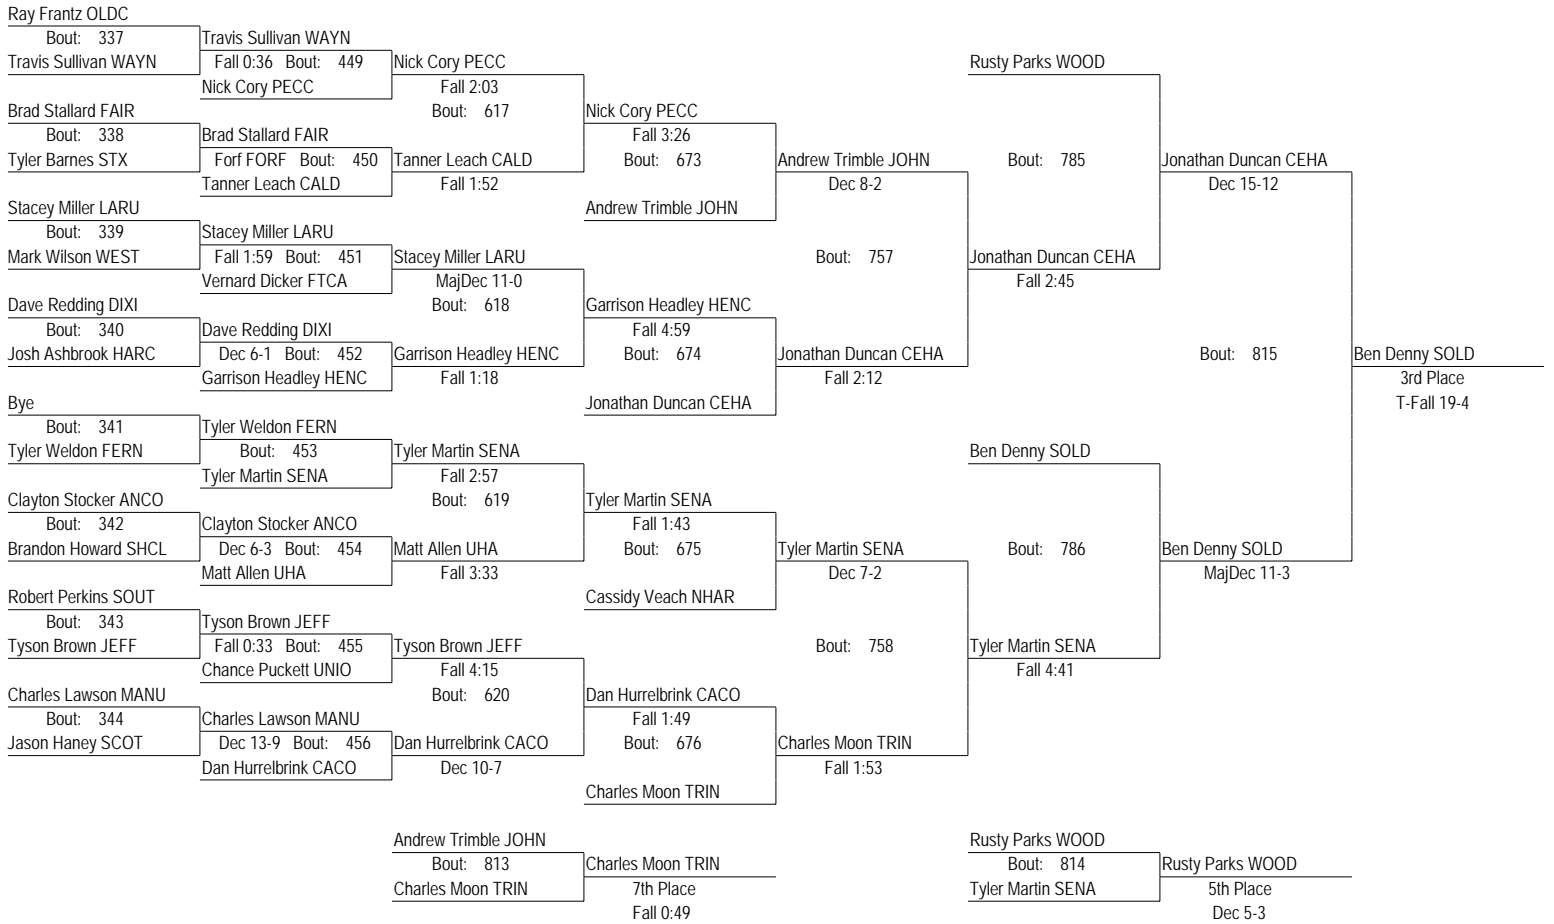 Ray Frantz OLDC
Bout: 337 Travis Sullivan WAYN
Travis Sullivan WAYN Fall 0:36 Bout: 449 Nick Cory PECC Rusty Parks WOOD
Nick Cory PECC Fall 2:03
Brad Stallard FAIR Bout: 617 Nick Cory PECC
Bout: 338 Brad Stallard FAIR Fall 3:26
Tyler Barnes STX Forf FORF Bout: 450 Tanner Leach CALD Bout: 673 Andrew Trimble JOHN Bout: 785 Jonathan Duncan CEHA
Tanner Leach CALD Fall 1:52 Dec 8-2 Dec 15-12
Stacey Miller LARU Andrew Trimble JOHN
Bout: 339 Stacey Miller LARU
Mark Wilson WEST Fall 1:59 Bout: 451 Stacey Miller LARU Bout: 757 Jonathan Duncan CEHA
Vernard Dicker FTCA MajDec 11-0 Fall 2:45
Dave Redding DIXI Bout: 618 Garrison Headley HENC
Bout: 340 Dave Redding DIXI Fall 4:59
Josh Ashbrook HARC Dec 6-1 Bout: 452 Garrison Headley HENC Bout: 674 Jonathan Duncan CEHA Bout: 815 Ben Denny SOLD
Garrison Headley HENC Fall 1:18 Fall 2:12 3rd Place
Bye Jonathan Duncan CEHA T-Fall 19-4
Bout: 341 Tyler Weldon FERN
Tyler Weldon FERN Bout: 453 Tyler Martin SENA Ben Denny SOLD
Tyler Martin SENA Fall 2:57
Clayton Stocker ANCO Bout: 619 Tyler Martin SENA
Bout: 342 Clayton Stocker ANCO Fall 1:43
Brandon Howard SHCL Dec 6-3 Bout: 454 Matt Allen UHA Bout: 675 Tyler Martin SENA Bout: 786 Ben Denny SOLD
Matt Allen UHA Fall 3:33 Dec 7-2 MajDec 11-3
Robert Perkins SOUT Cassidy Veach NHAR
Bout: 343 Tyson Brown JEFF
Tyson Brown JEFF Fall 0:33 Bout: 455 Tyson Brown JEFF Bout: 758 Tyler Martin SENA
Chance Puckett UNIO Fall 4:15 Fall 4:41
Charles Lawson MANU Bout: 620 Dan Hurrelbrink CACO
Bout: 344 Charles Lawson MANU Fall 1:49
Jason Haney SCOT Dec 13-9 Bout: 456 Dan Hurrelbrink CACO Bout: 676 Charles Moon TRIN
Dan Hurrelbrink CACO Dec 10-7 Fall 1:53
Charles Moon TRIN
Andrew Trimble JOHN Rusty Parks WOOD
Bout: 813 Charles Moon TRIN Bout: 814 Rusty Parks WOOD
Charles Moon TRIN 7th Place Tyler Martin SENA 5th Place
Fall 0:49 Dec 5-3